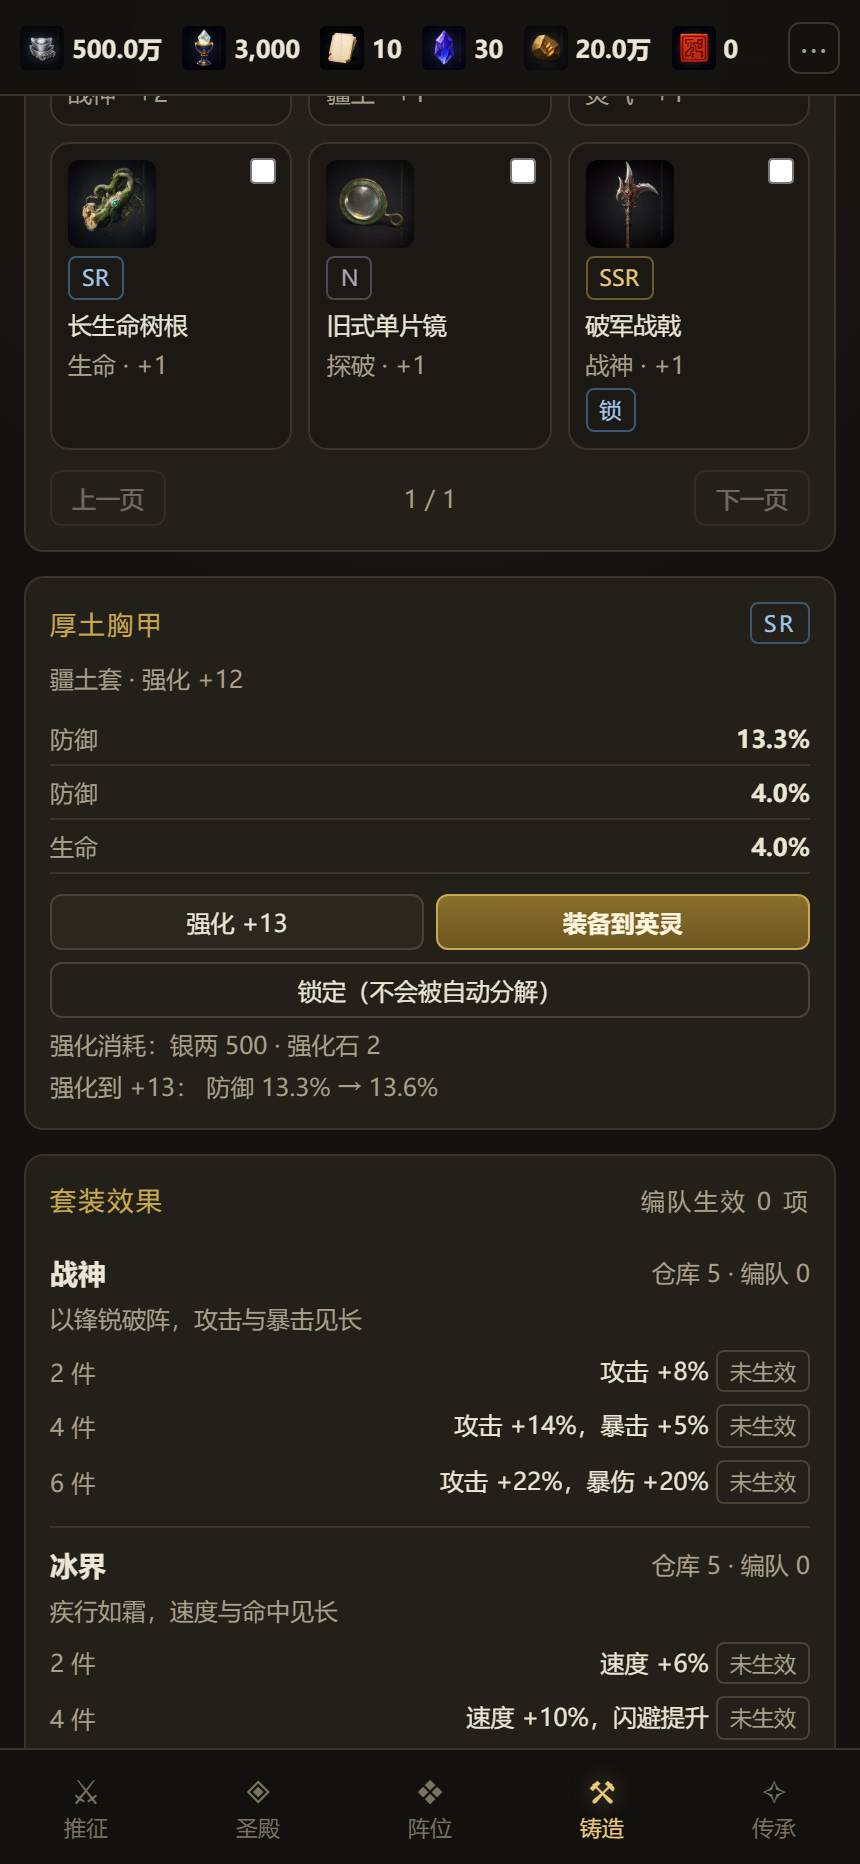 500.0万 3,000 10 30 20.0万 0 ...
战神 · +2 疆土 · +1 灵气 · +1
SR N SSR
长生命树根 旧式单片镜 破军战戟
生命 · +1 探破 · +1 战神 · +1
锁
上一页 1 / 1 下一页
厚土胸甲 SR
疆土套 · 强化 +12
防御 13.3%
防御 4.0%
生命 4.0%
强化 +13 装备到英灵
锁定（不会被自动分解）
强化消耗：银两 500 · 强化石 2
强化到 +13： 防御 13.3% → 13.6%
套装效果 编队生效 0 项
战神 仓库 5 · 编队 0
以锋锐破阵，攻击与暴击见长
2 件 攻击 +8% 未生效
4 件 攻击 +14%，暴击 +5% 未生效
6 件 攻击 +22%，暴伤 +20% 未生效
冰界 仓库 5 · 编队 0
疾行如霜，速度与命中见长
2 件 速度 +6% 未生效
4 件 速度 +10%，闪避提升 未生效
推征 圣殿 阵位 铸造 传承